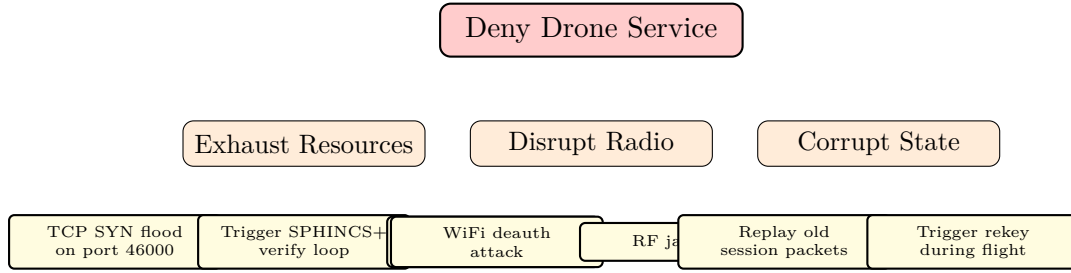 Deny Drone Service
Exhaust Resources
Disrupt Radio
Corrupt State
TCP SYN flood
on port 46000
Trigger SPHINCS+
verify loop
WiFi deauth
attack
RF
Replay old
session packets
Trigger rekey
during flight